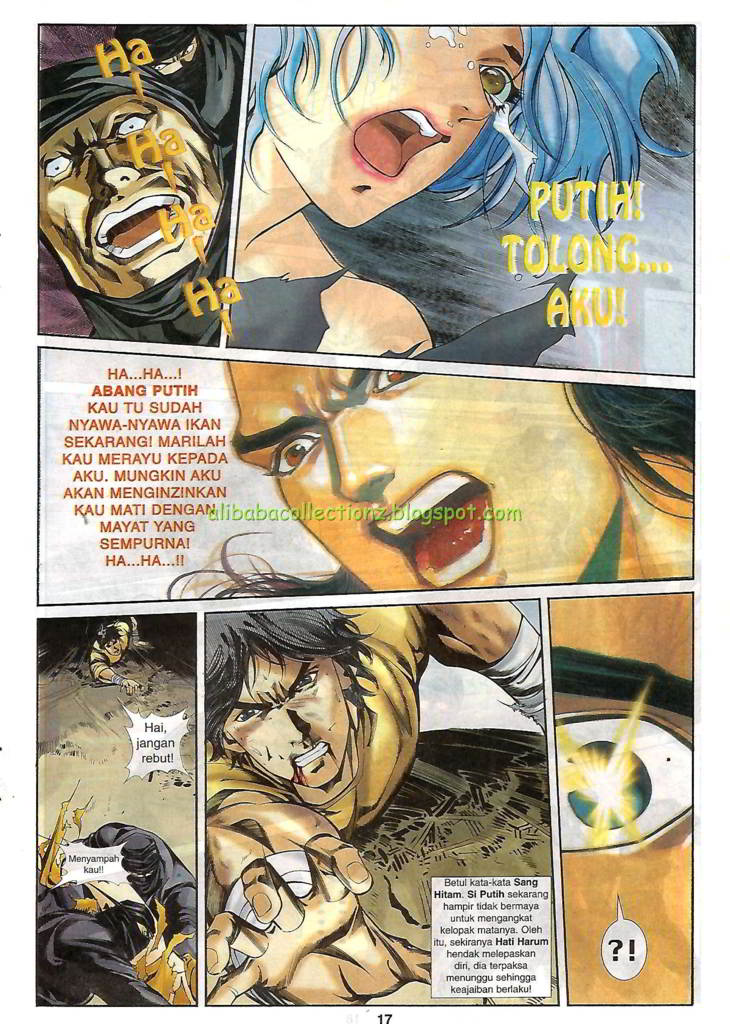 Ha
Ha
Ha
Ha
PUTIH!
TOLONG...
AKU!
HA...HA...!
ABANG PUTIH
KAU TU SUDAH
NYAWA-NYAWA IKAN
SEKARANG! MARILAH
KAU MERAYU KEPADA
AKU. MUNGKIN AKU
AKAN MENGINZINKAN
KAU MATI DENGAN
MAYAT YANG
SEMPURNA!
HA...HA...!!
alibabacollectionz.blogspot.com
Hai,
jangan
rebut!
Menyampah
kau!!
Betul kata-kata Sang
Hitam. Si Putih sekarang
hampir tidak bermaya
untuk mengangkat
kelopak matanya. Oleh
itu, sekiranya Hati Harum
hendak melepaskan
diri, dia terpaksa
menunggu sehingga
keajaiban berlaku!
?!
17